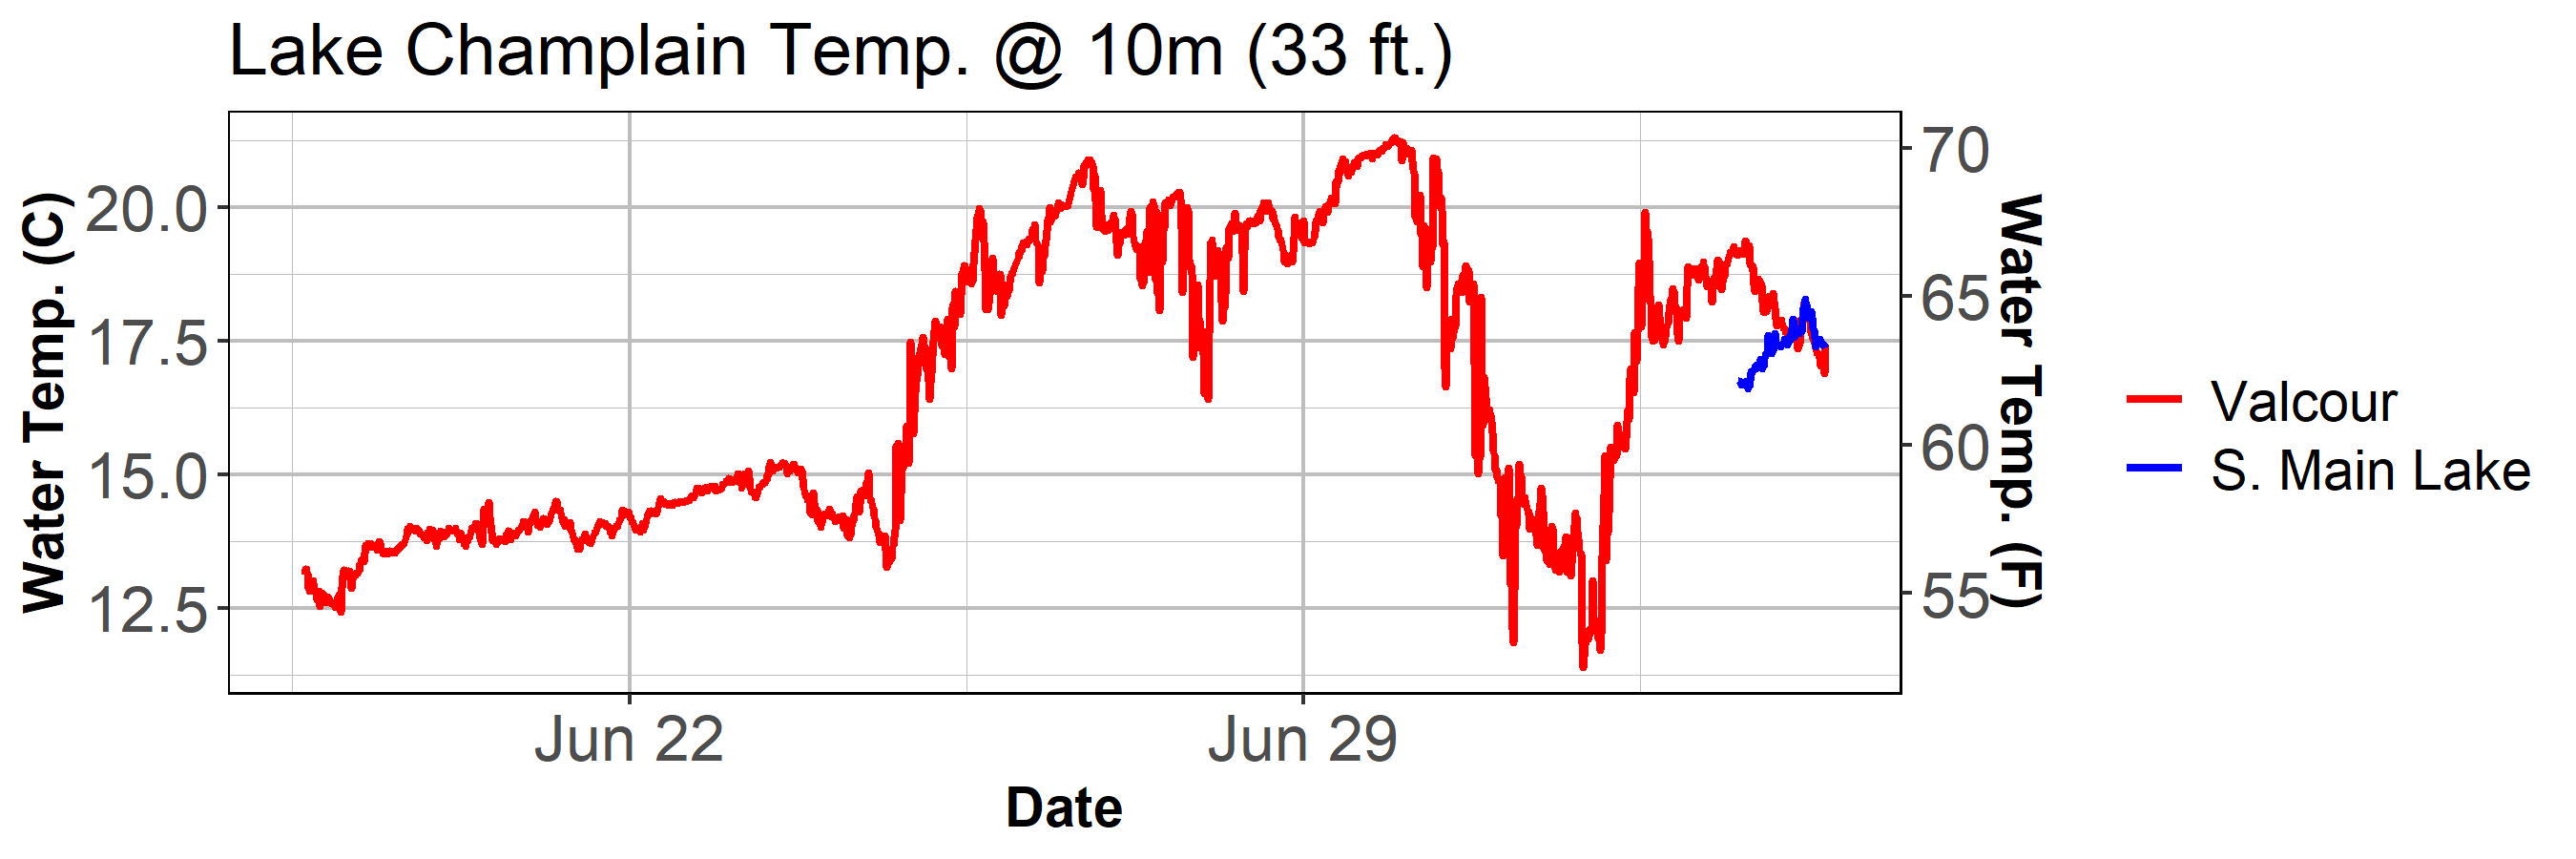 Lake Champlain Temp. @ 10m (33 ft.)
Water Temp. (C)
20.0
17.5
15.0
12.5
70
65
60
55
Water Temp. (F)
Jun 22
Jun 29
Date
Valcour
S. Main Lake